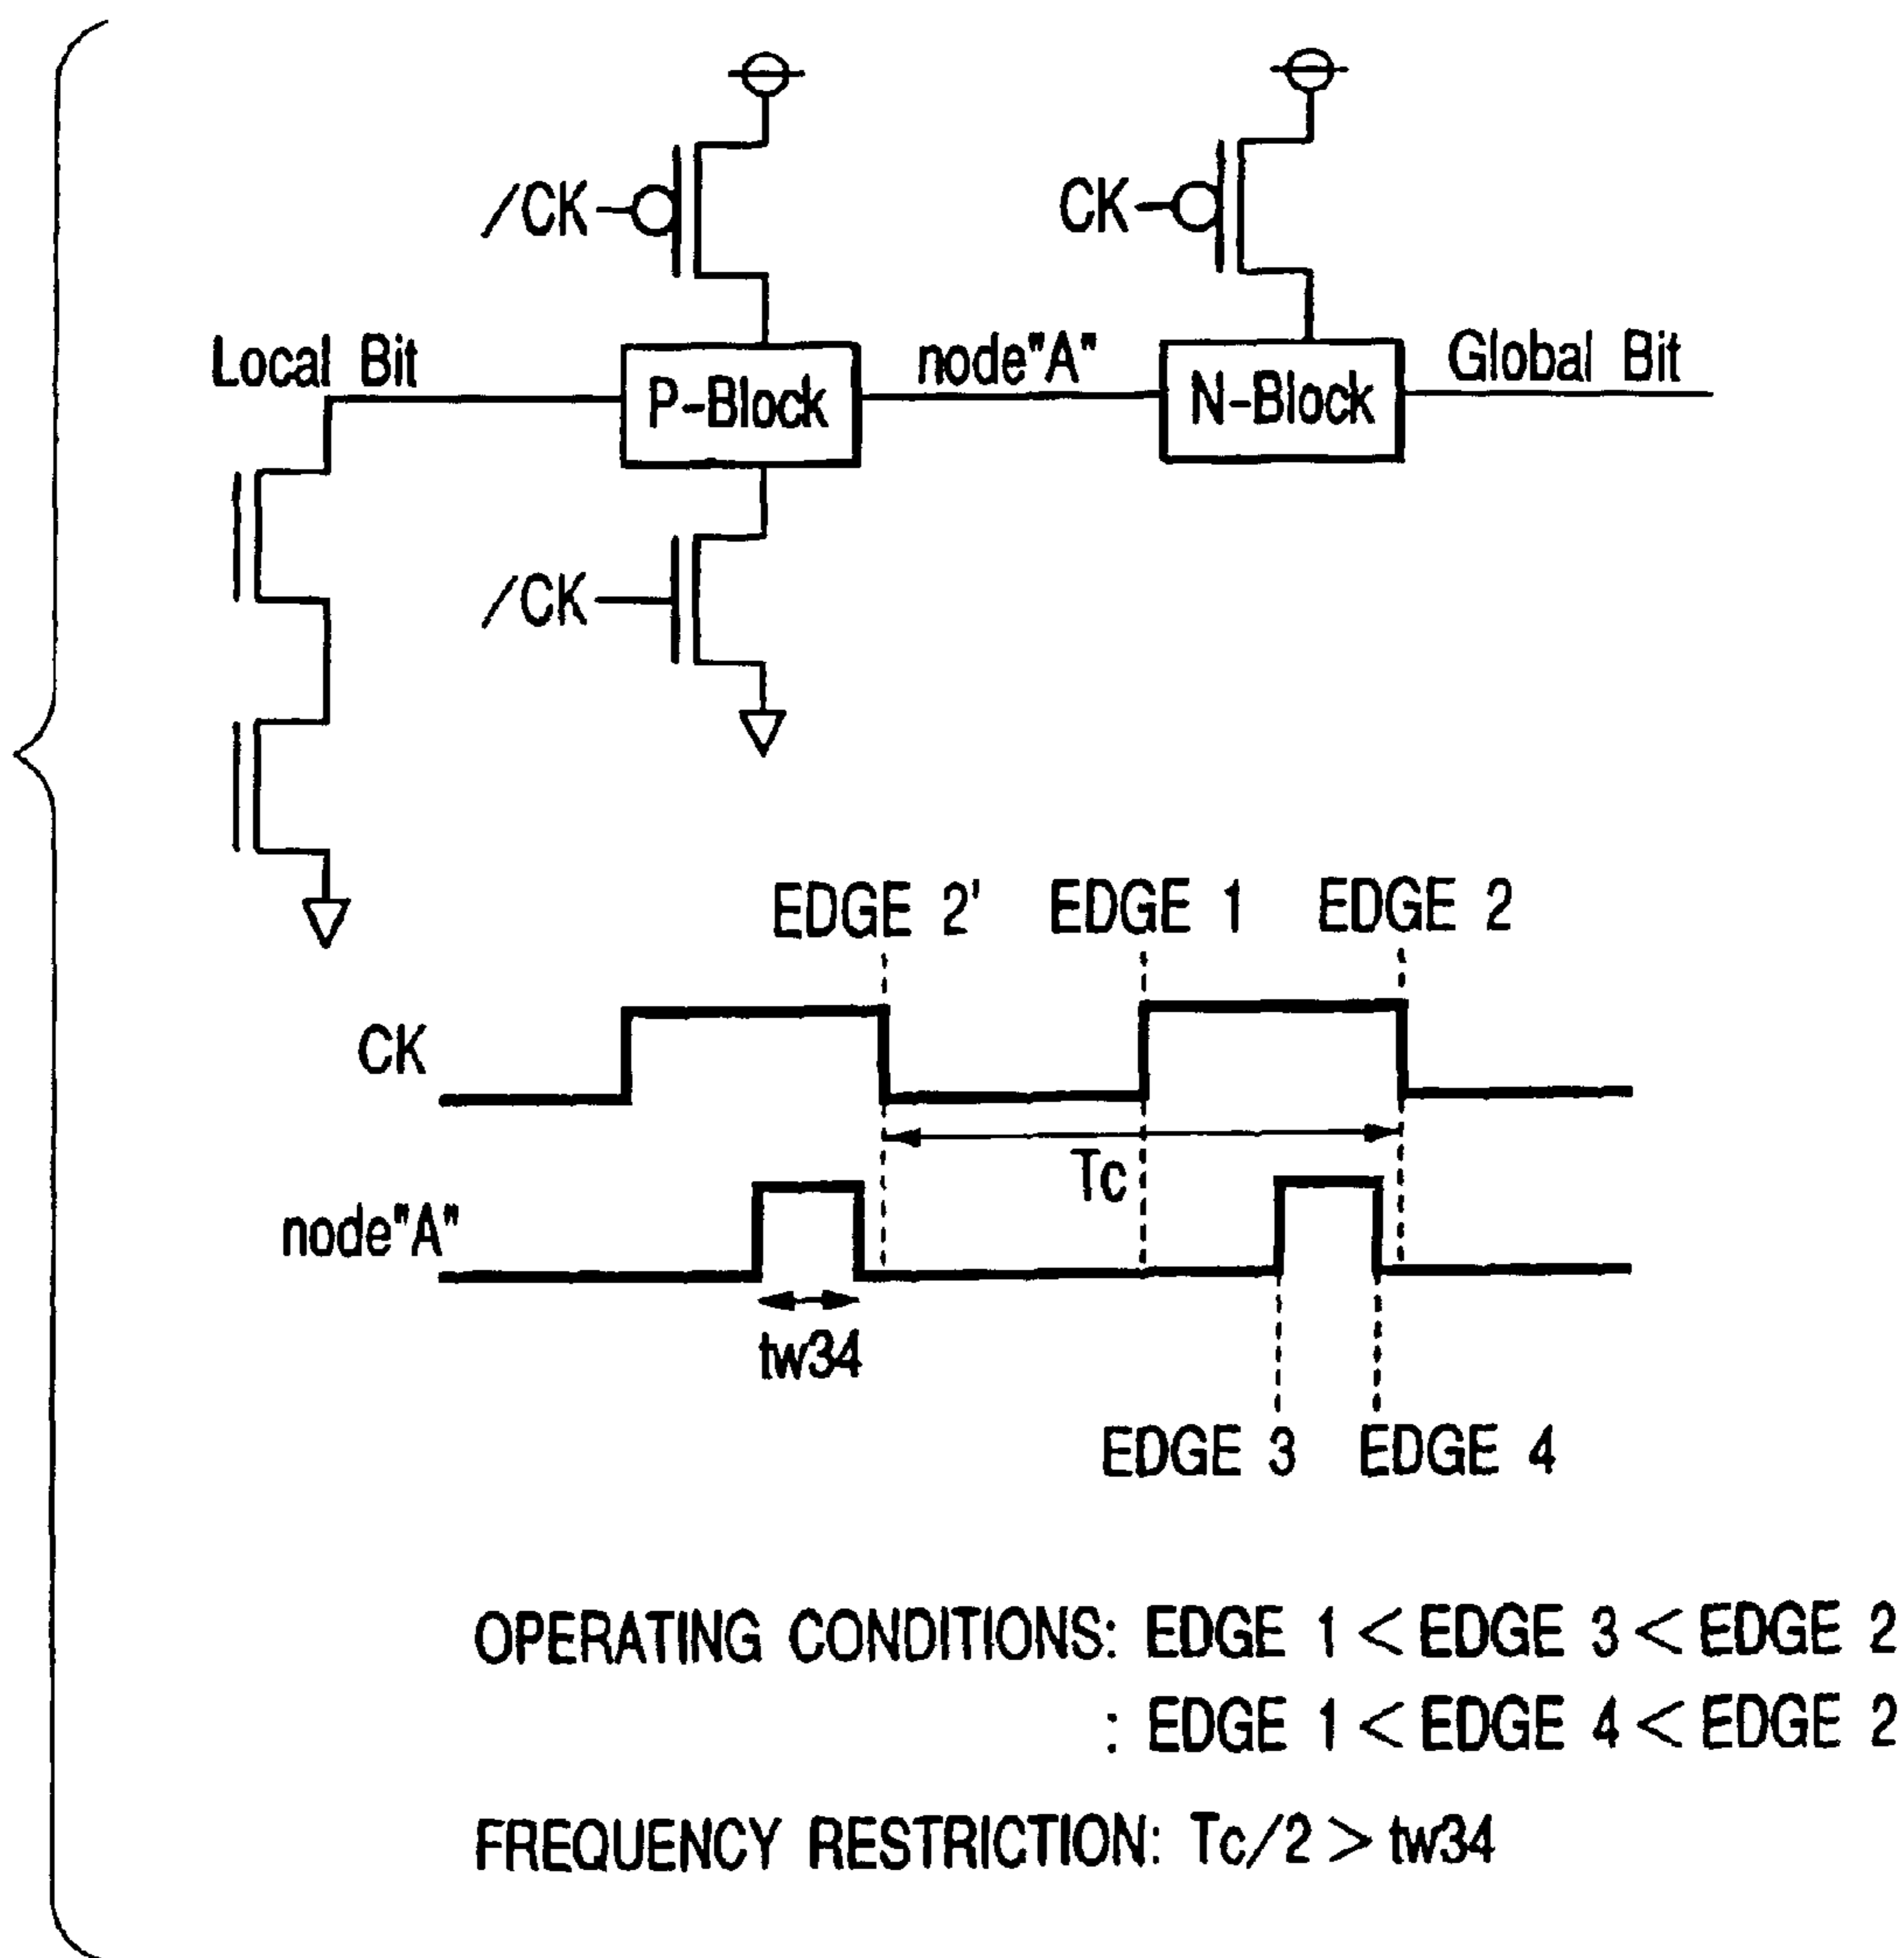 /CK
CK
Local Bit
P-Block
node"A"
N-Block
Global Bit
/CK
EDGE 2' EDGE 1 EDGE 2
CK
Tc
node"A"
tw34
EDGE 3 EDGE 4
OPERATING CONDITIONS: EDGE 1 < EDGE 3 < EDGE 2
: EDGE 1 < EDGE 4 < EDGE 2
FREQUENCY RESTRICTION: Tc/2 > tw34